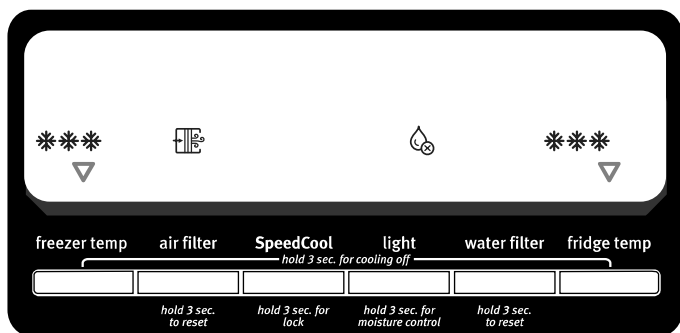 freezer temp air filter SpeedCool light water filter fridge temp
hold 3 sec. for cooling off
hold 3 sec. to reset
hold 3 sec. for lock
hold 3 sec. for moisture control
hold 3 sec. to reset